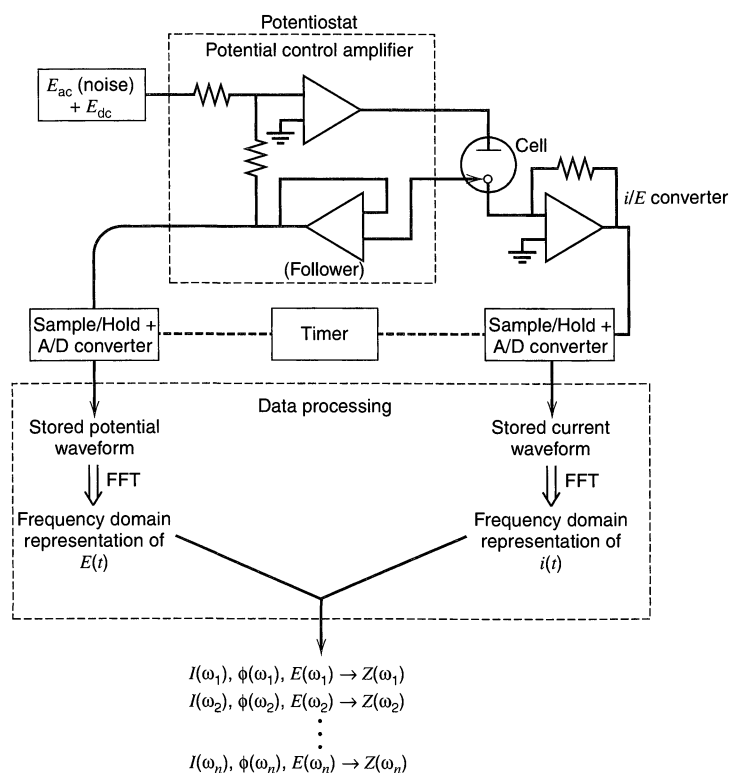 Potentiostat
Potential control amplifier
E_ac (noise)
+ E_dc
Cell
i/E converter
(Follower)
Sample/Hold +
A/D converter
Timer
Sample/Hold +
A/D converter
Data processing
Stored potential
waveform
Stored current
waveform
FFT
FFT
Frequency domain
representation of
E(t)
Frequency domain
representation of
i(t)
I(ω₁), ϕ(ω₁), E(ω₁) → Z(ω₁)
I(ω₂), ϕ(ω₂), E(ω₂) → Z(ω₂)
I(ωₙ), ϕ(ωₙ), E(ωₙ) → Z(ωₙ)